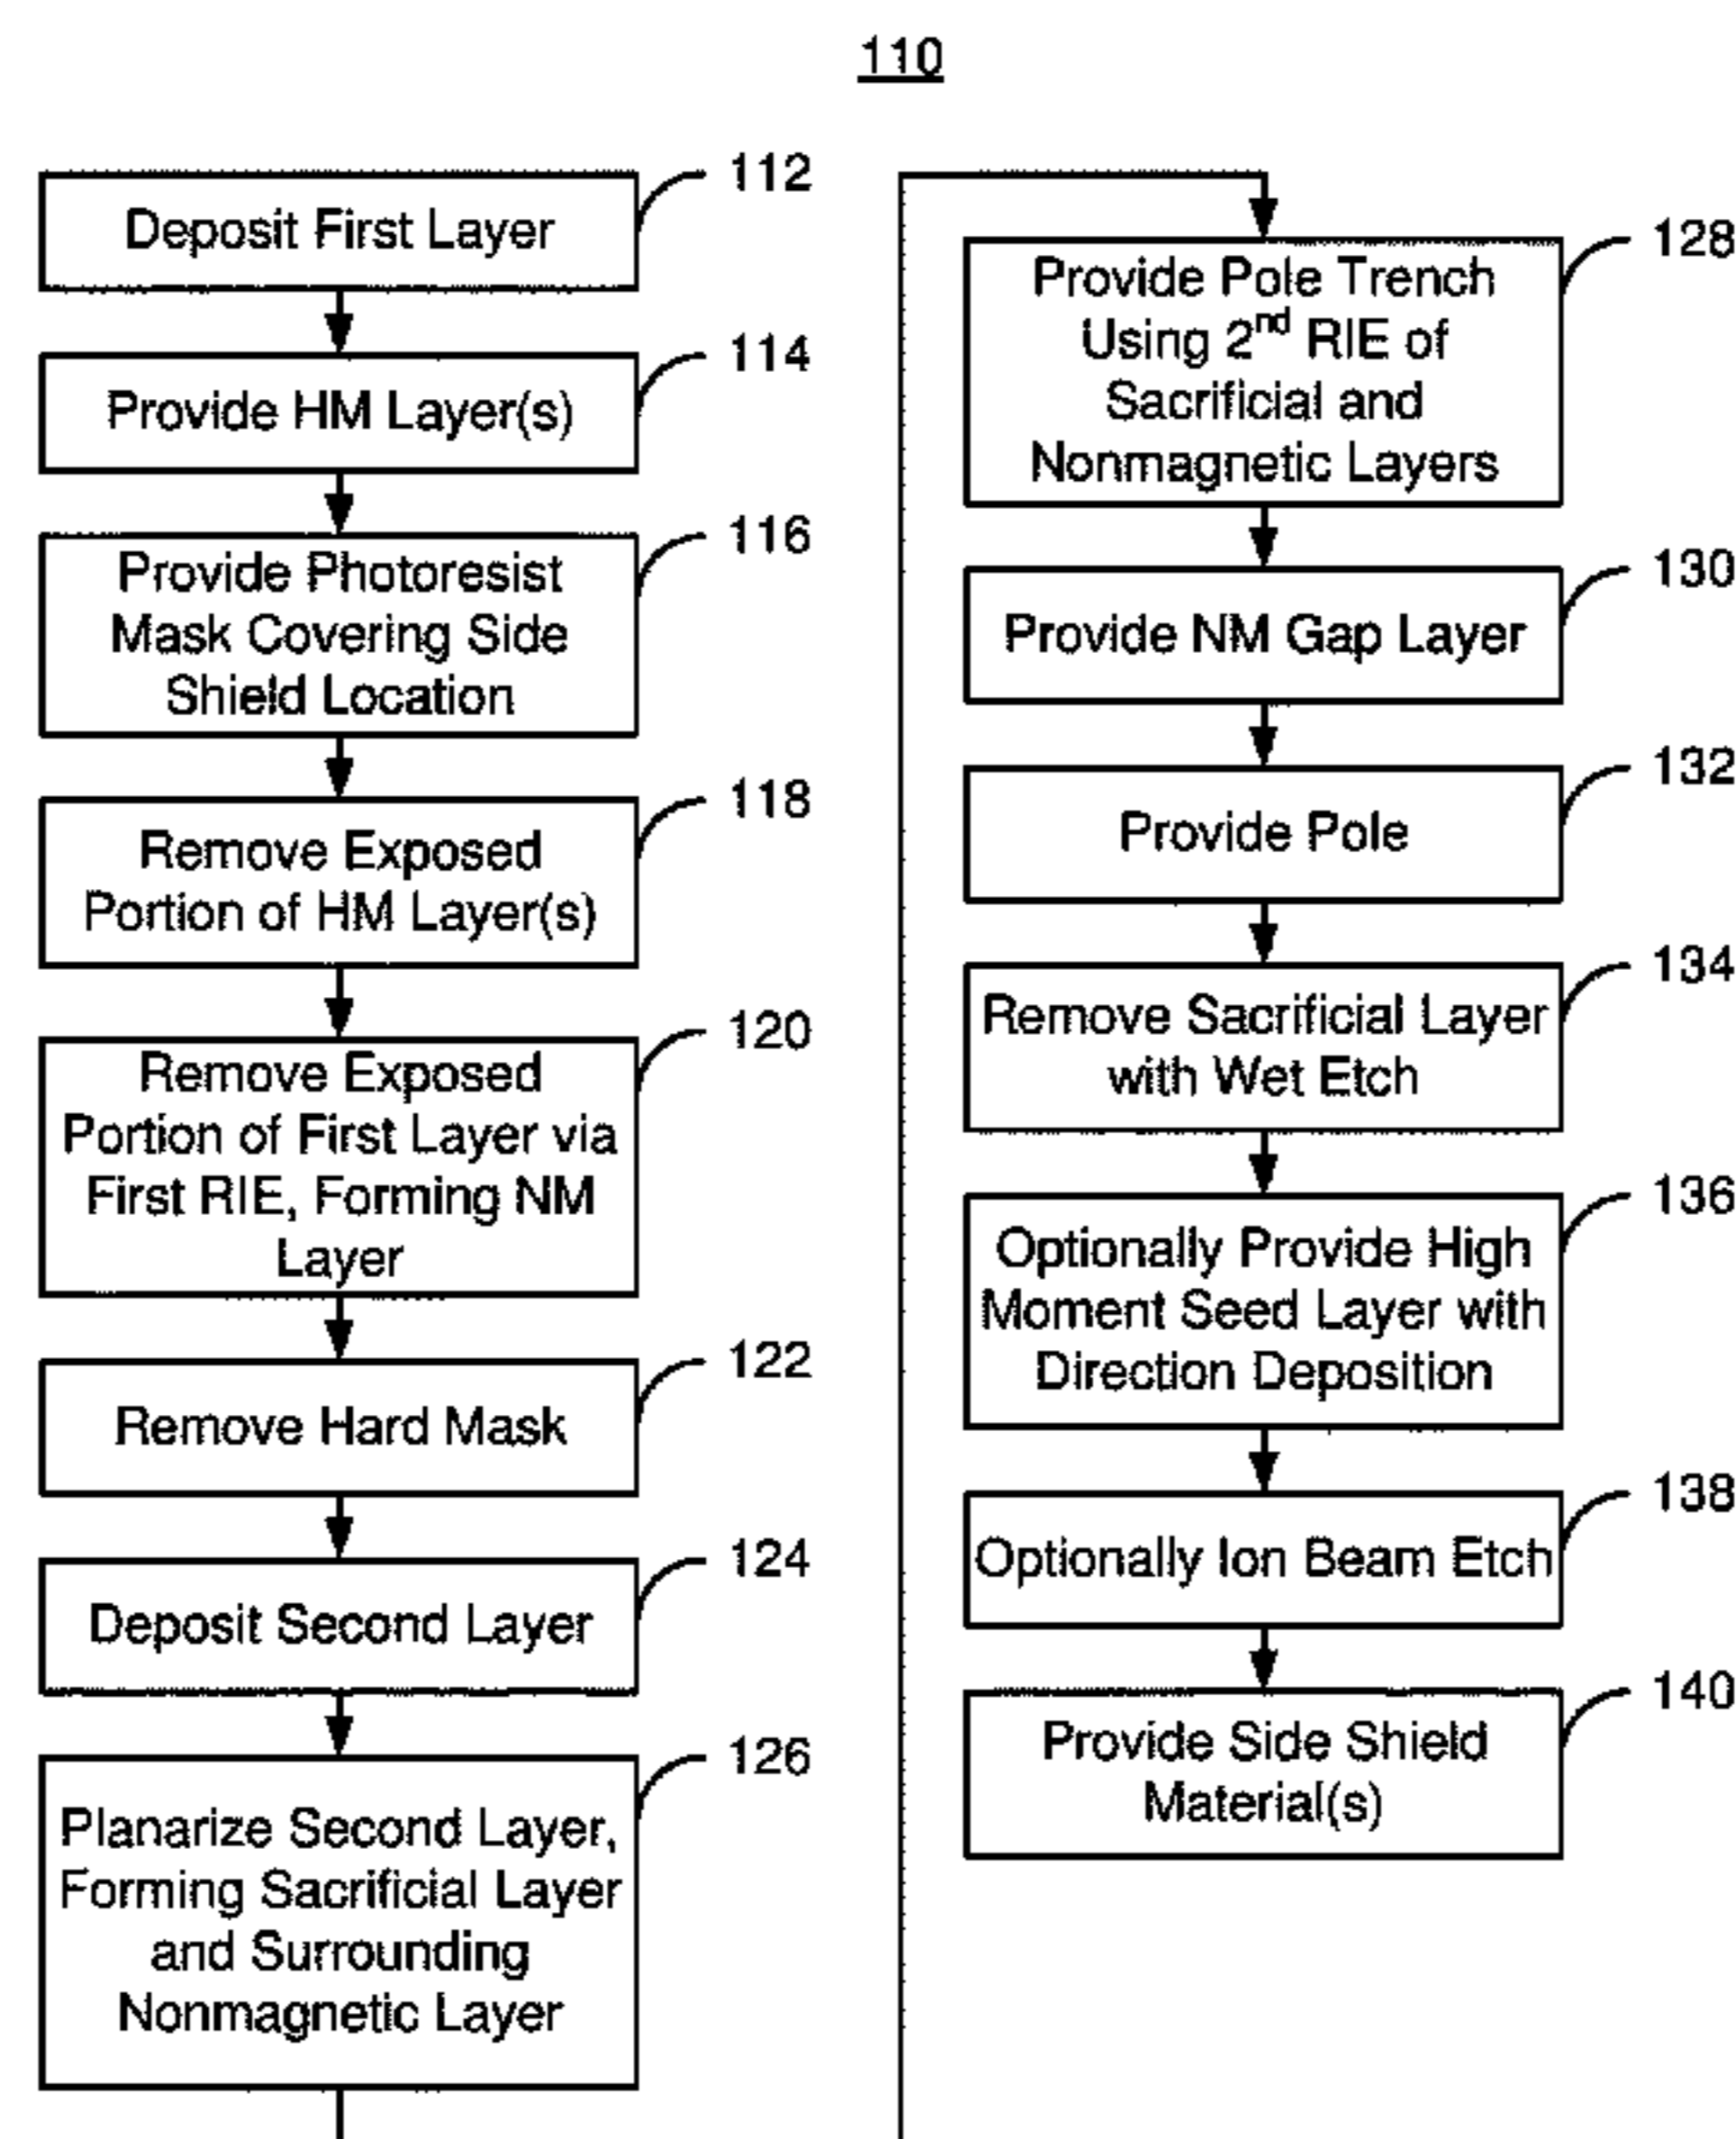 110
112
Deposit First Layer
114
Provide HM Layer(s)
116
Provide Photoresist
Mask Covering Side
Shield Location
118
Remove Exposed
Portion of HM Layer(s)
120
Remove Exposed
Portion of First Layer via
First RIE, Forming NM
Layer
122
Remove Hard Mask
124
Deposit Second Layer
126
Planarize Second Layer,
Forming Sacrificial Layer
and Surrounding
Nonmagnetic Layer
128
Provide Pole Trench
Using 2nd RIE of
Sacrificial and
Nonmagnetic Layers
130
Provide NM Gap Layer
132
Provide Pole
134
Remove Sacrificial Layer
with Wet Etch
136
Optionally Provide High
Moment Seed Layer with
Direction Deposition
138
Optionally Ion Beam Etch
140
Provide Side Shield
Material(s)